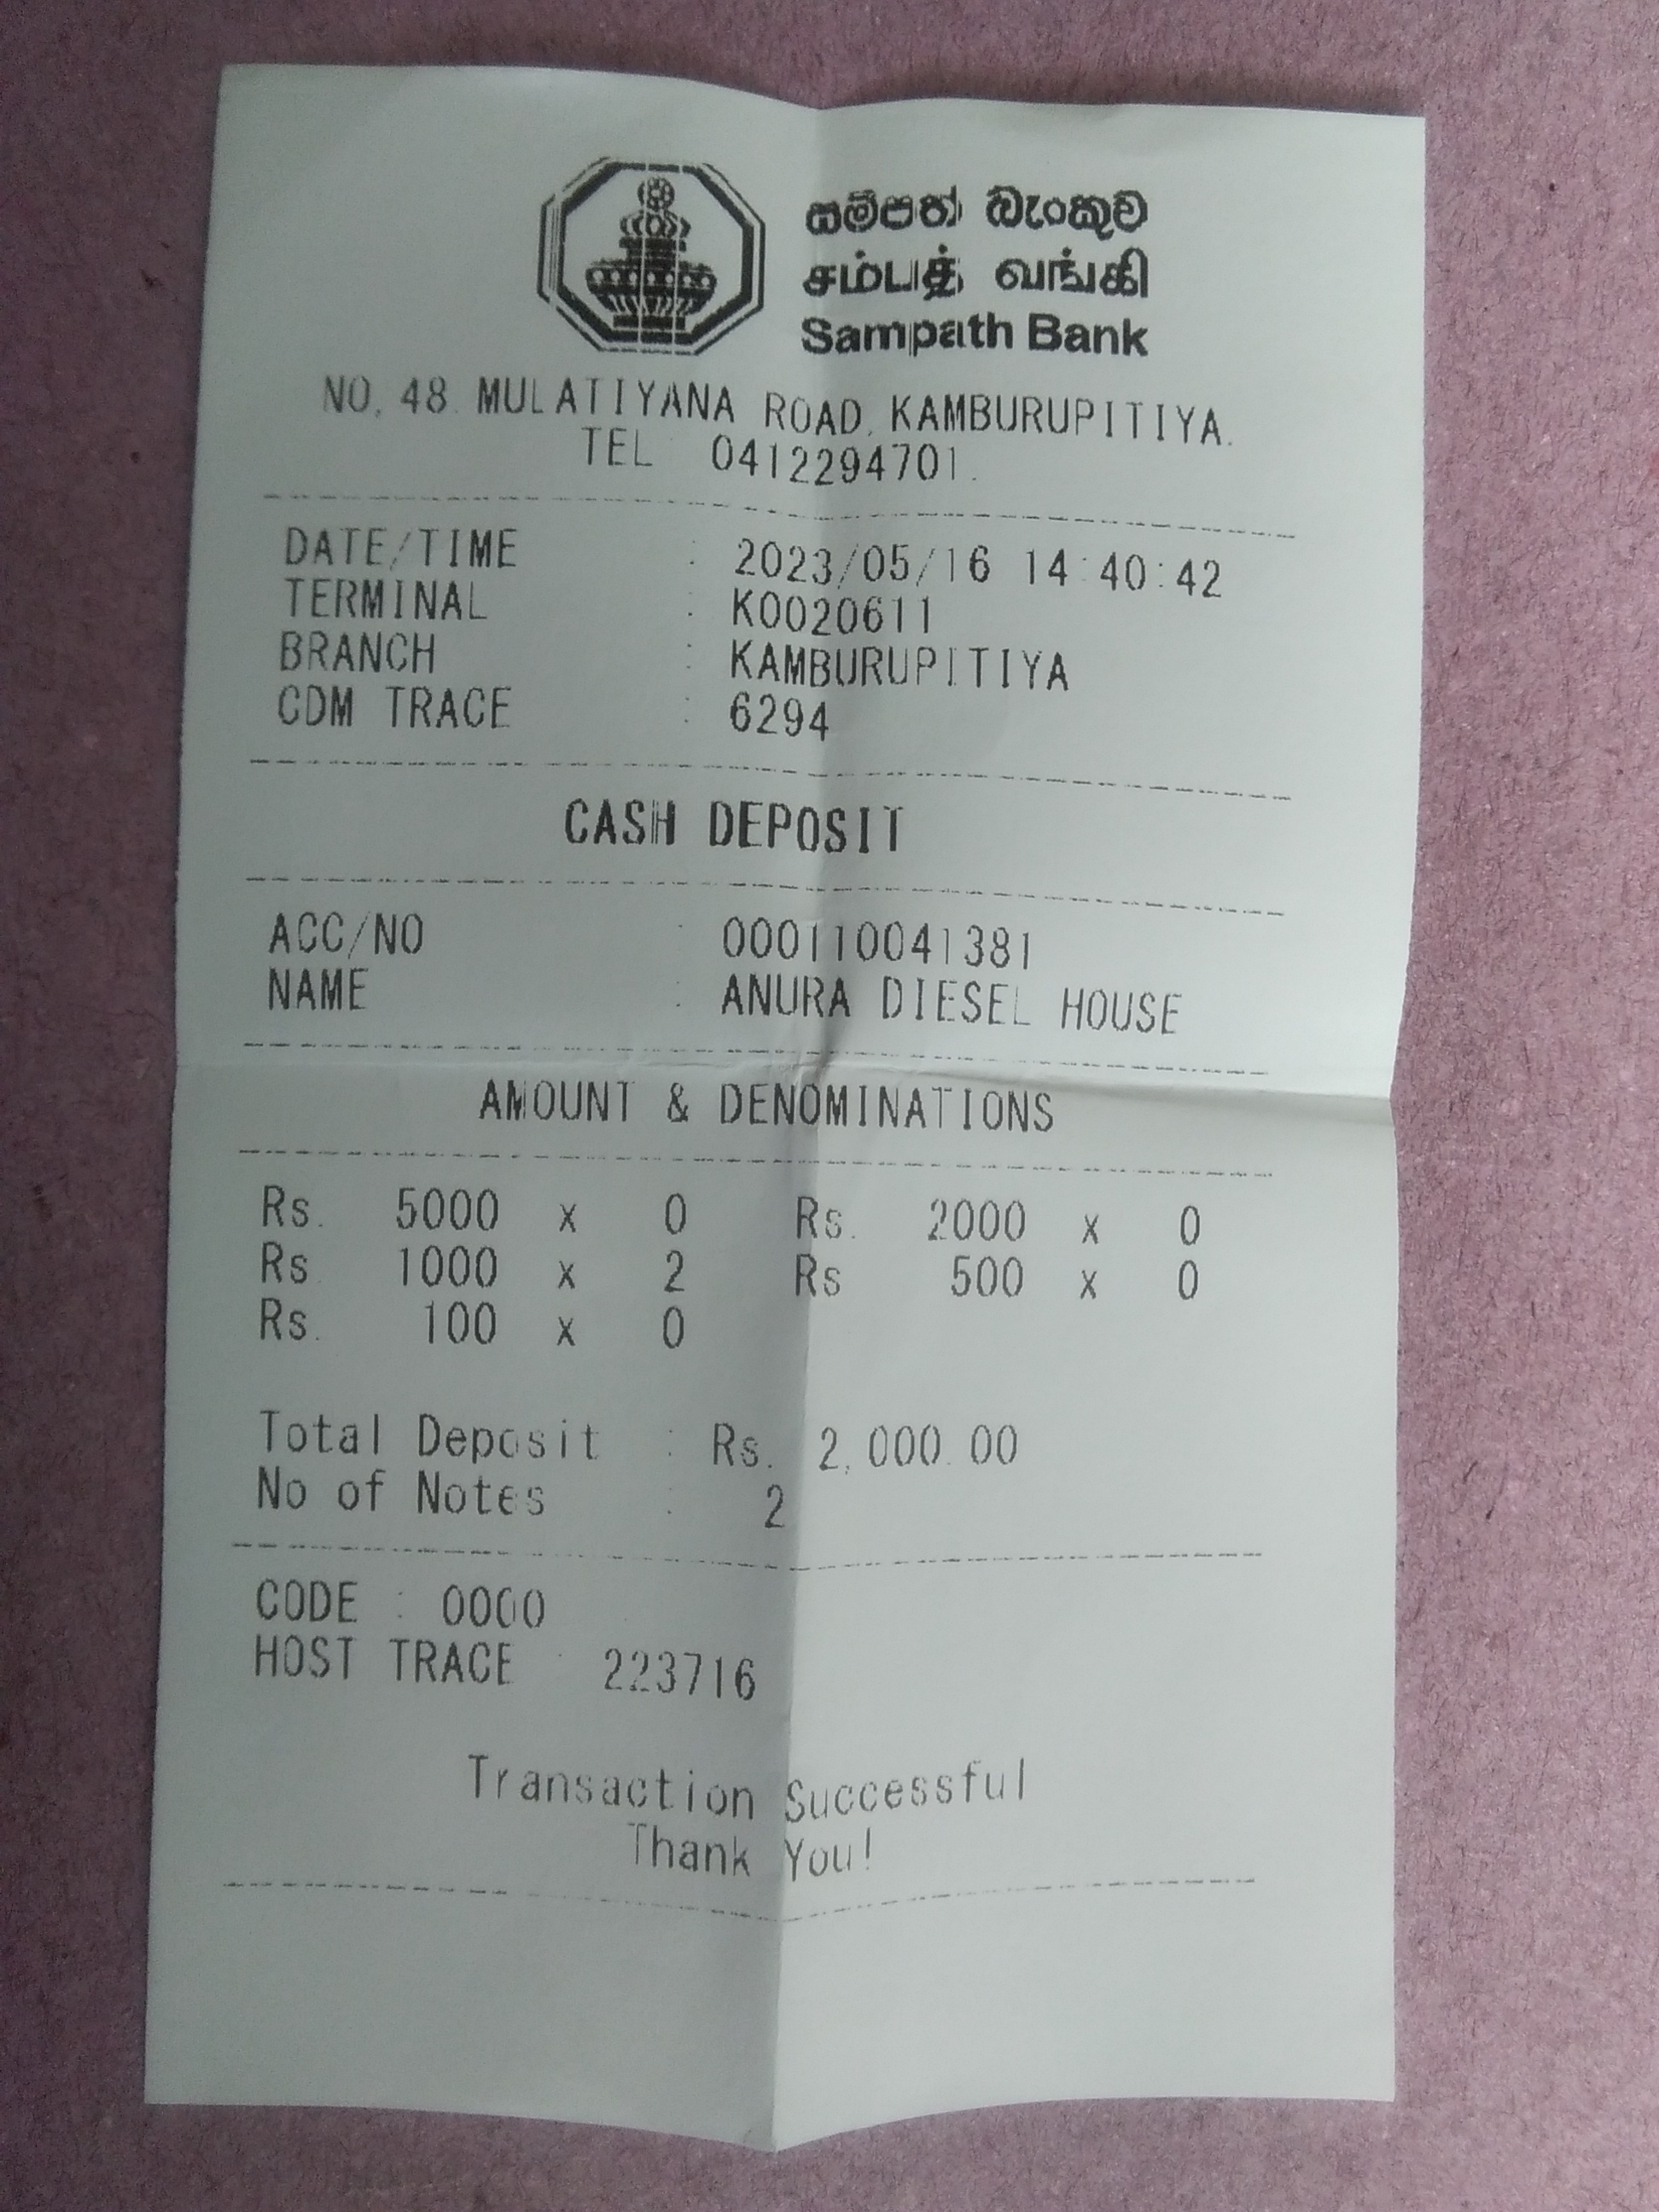 සම්පත් බැංකුව
சம்பத் வங்கி
Sampath Bank
NO. 48 MULATIYANA ROAD, KAMBURUPITIYA.
TEL 0412294701.
DATE/TIME : 2023/05/16 14:40:42
TERMINAL : K0020611
BRANCH : KAMBURUPITIYA
CDM TRACE : 6294
CASH DEPOSIT
ACC/NO : 000110041381
NAME : ANURA DIESEL HOUSE
AMOUNT & DENOMINATIONS
Rs. 5000 x 0 Rs. 2000 x 0
Rs 1000 x 2 Rs 500 x 0
Rs. 100 x 0
Total Deposit : Rs. 2,000.00
No of Notes : 2
CODE : 0000
HOST TRACE : 223716
Transaction Successful
Thank You!